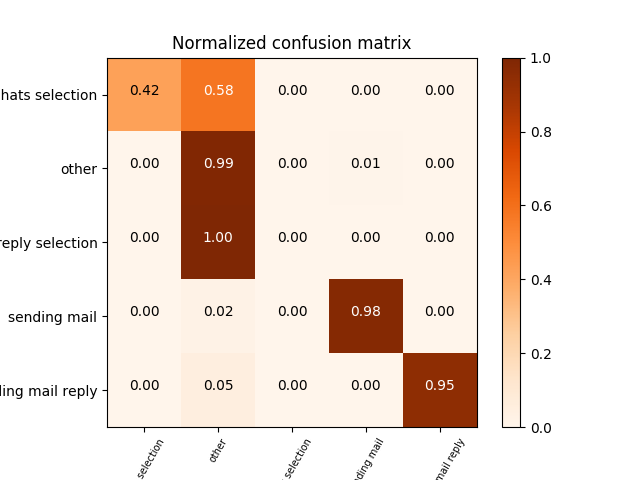 Normalized confusion matrix
hats selection 0.42 0.58 0.00 0.00 0.00
other 0.00 0.99 0.00 0.01 0.00
reply selection 0.00 1.00 0.00 0.00 0.00
sending mail 0.00 0.02 0.00 0.98 0.00
ding mail reply 0.00 0.05 0.00 0.00 0.95
selection other selection ding mail mail reply
1.0
0.8
0.6
0.4
0.2
0.0